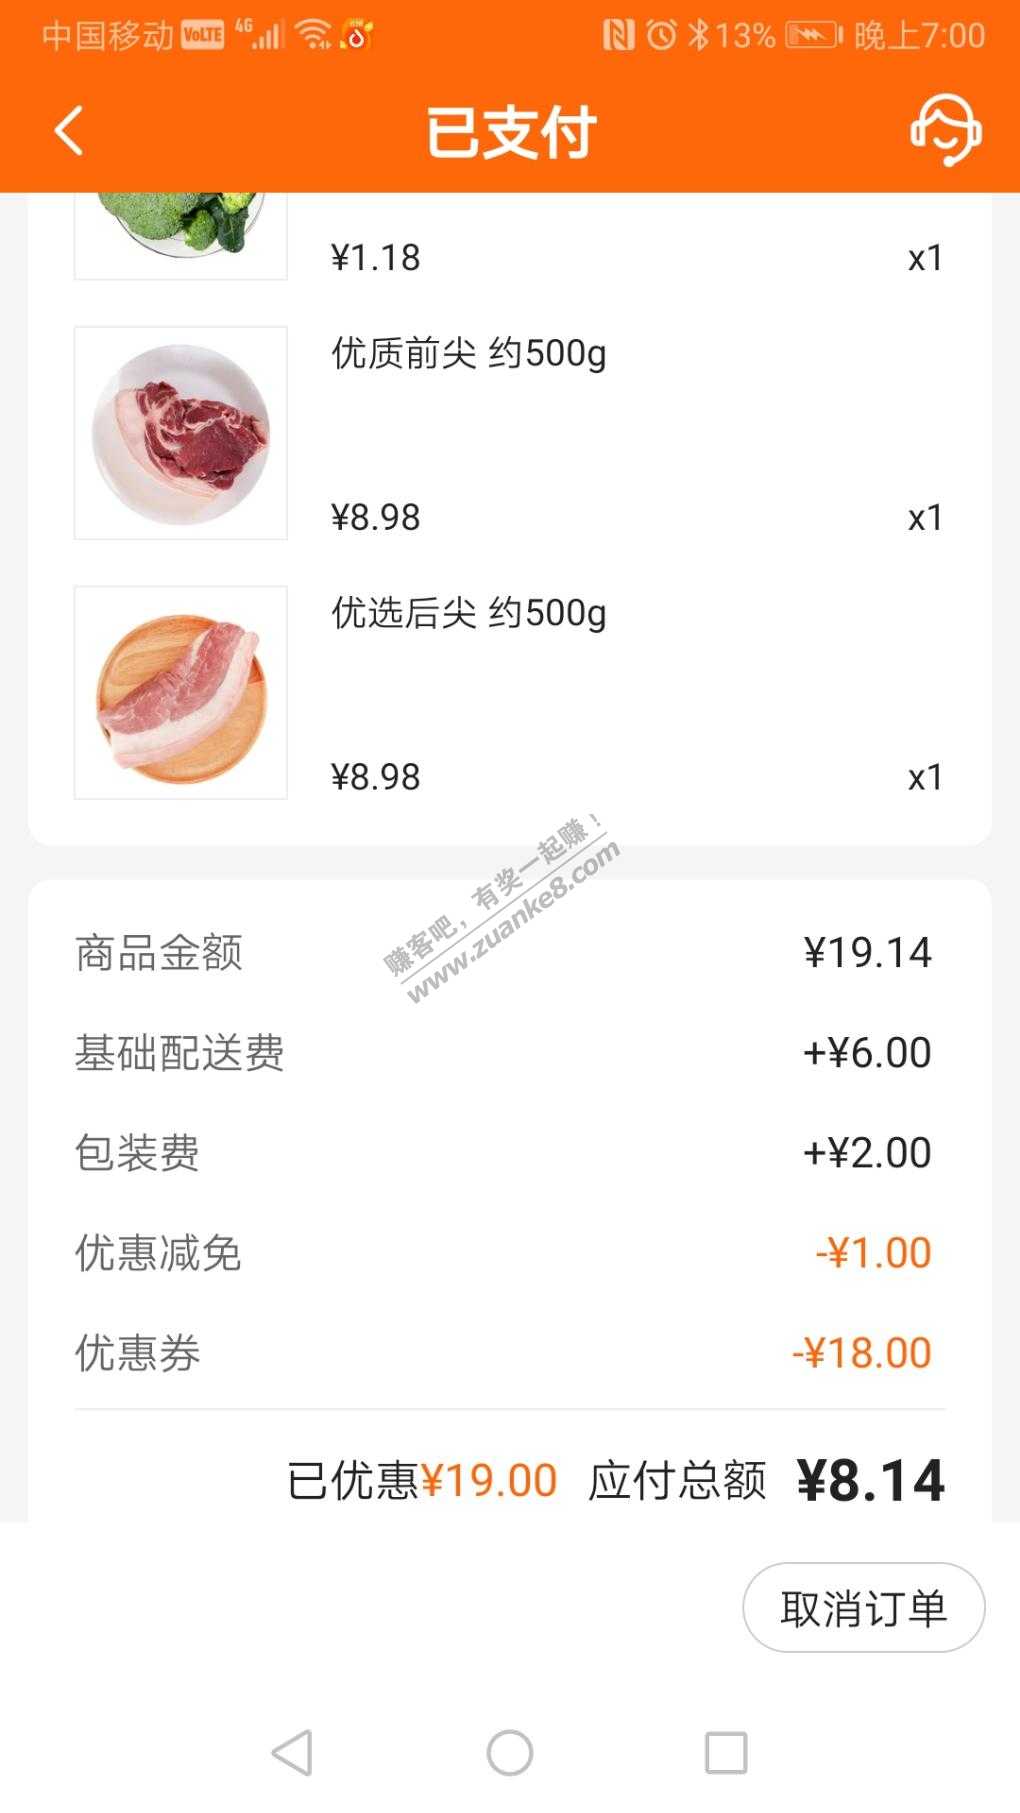 中国移动 VoLTE 4G 13% 晚上7:00
已支付
¥1.18 x1
优质前尖 约500g
¥8.98 x1
优选后尖 约500g
¥8.98 x1
赚客吧，有奖一起赚！
www.zuanke8.com
商品金额 ¥19.14
基础配送费 +¥6.00
包装费 +¥2.00
优惠减免 -¥1.00
优惠券 -¥18.00
已优惠¥19.00 应付总额 ¥8.14
取消订单